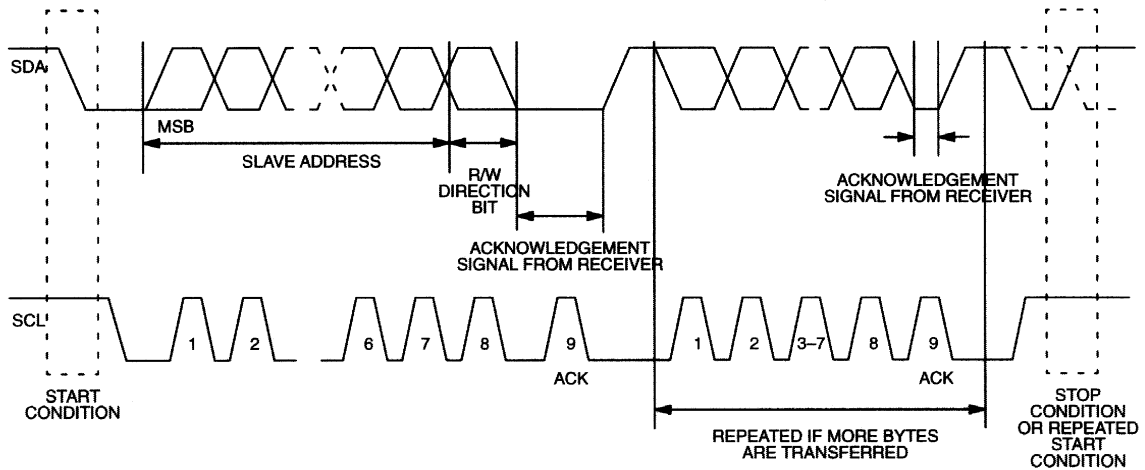 SDA
MSB
SLAVE ADDRESS
R/W
DIRECTION
BIT
ACKNOWLEDGEMENT
SIGNAL FROM RECEIVER
ACKNOWLEDGEMENT
SIGNAL FROM RECEIVER
SCL
1
2
6
7
8
9
1
2
3–7
8
9
ACK
ACK
START
CONDITION
REPEATED IF MORE BYTES
ARE TRANSFERRED
STOP
CONDITION
OR REPEATED
START
CONDITION